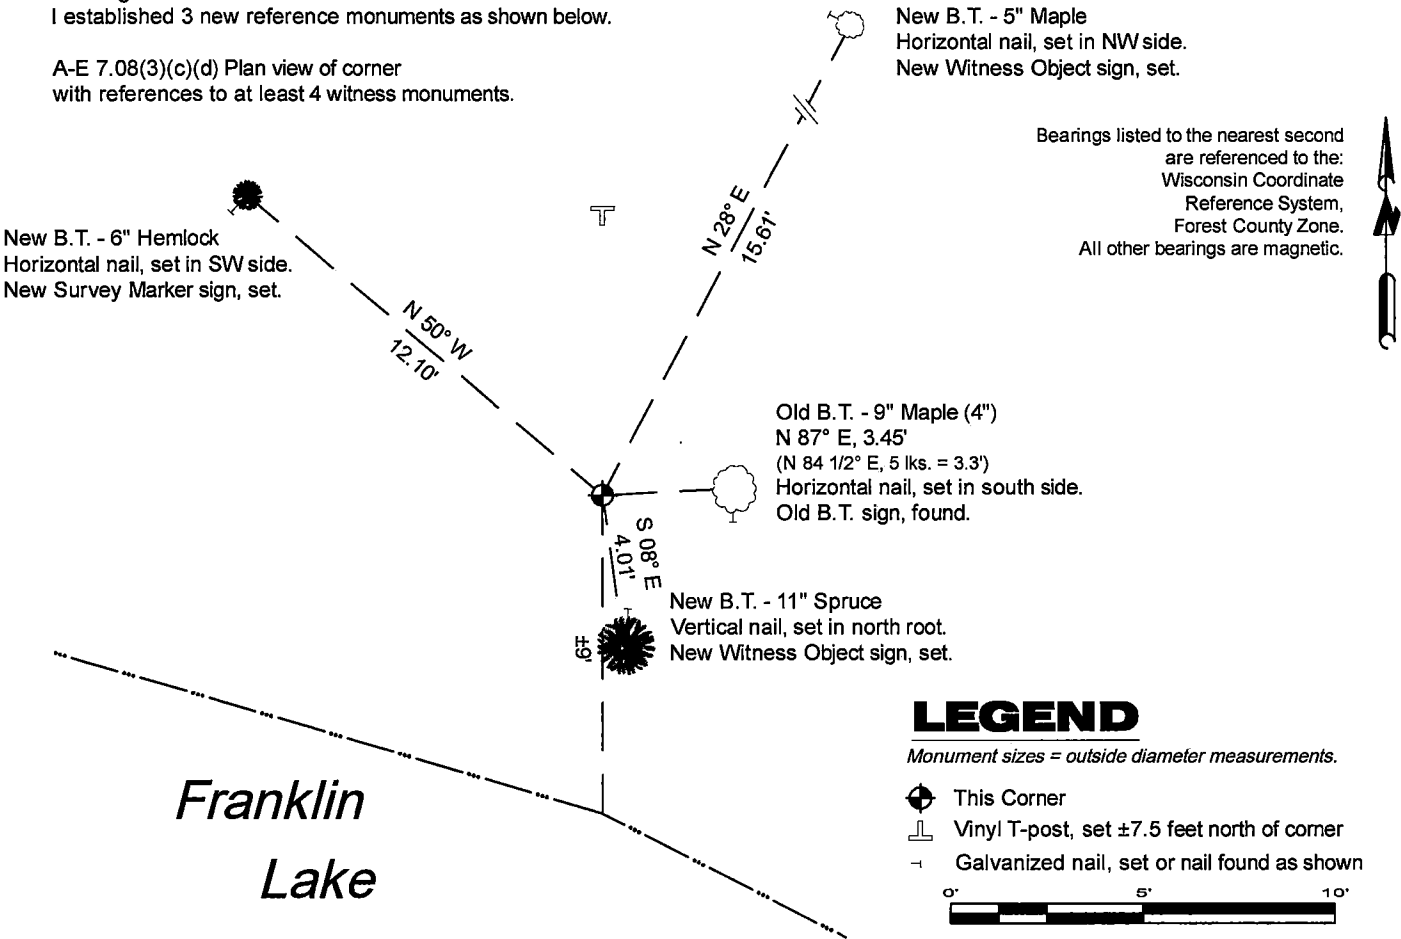 I established 3 new reference monuments as shown below.
A-E 7.08(3)(c)(d) Plan view of corner
with references to at least 4 witness monuments.
New B.T. - 5" Maple
Horizontal nail, set in NW side.
New Witness Object sign, set.
Bearings listed to the nearest second
are referenced to the:
Wisconsin Coordinate
Reference System,
Forest County Zone.
All other bearings are magnetic.
N
New B.T. - 6" Hemlock
Horizontal nail, set in SW side.
New Survey Marker sign, set.
N 28° E
15.61'
N 50° W
12.10'
Old B.T. - 9" Maple (4")
N 87° E, 3.45'
(N 84 1/2° E, 5 lks. = 3.3')
Horizontal nail, set in south side.
Old B.T. sign, found.
S 08° E
4.01'
New B.T. - 11" Spruce
Vertical nail, set in north root.
New Witness Object sign, set.
±9'
Franklin
Lake
LEGEND
Monument sizes = outside diameter measurements.
This Corner
Vinyl T-post, set ±7.5 feet north of corner
Galvanized nail, set or nail found as shown
0' 5' 10'